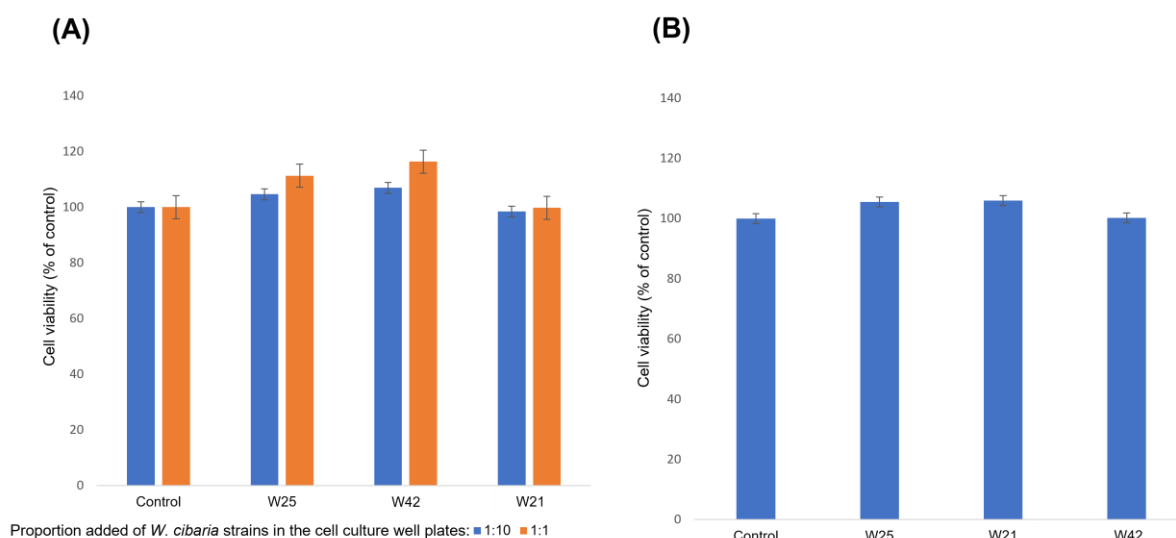 (A)
Cell viability (% of control)
140
120
100
80
60
40
20
0
Control W25 W42 W21
Proportion added of W. cibaria strains in the cell culture well plates: 1:10 1:1
(B)
Cell viability (% of control)
140
120
100
80
60
40
20
0
Control W25 W21 W42